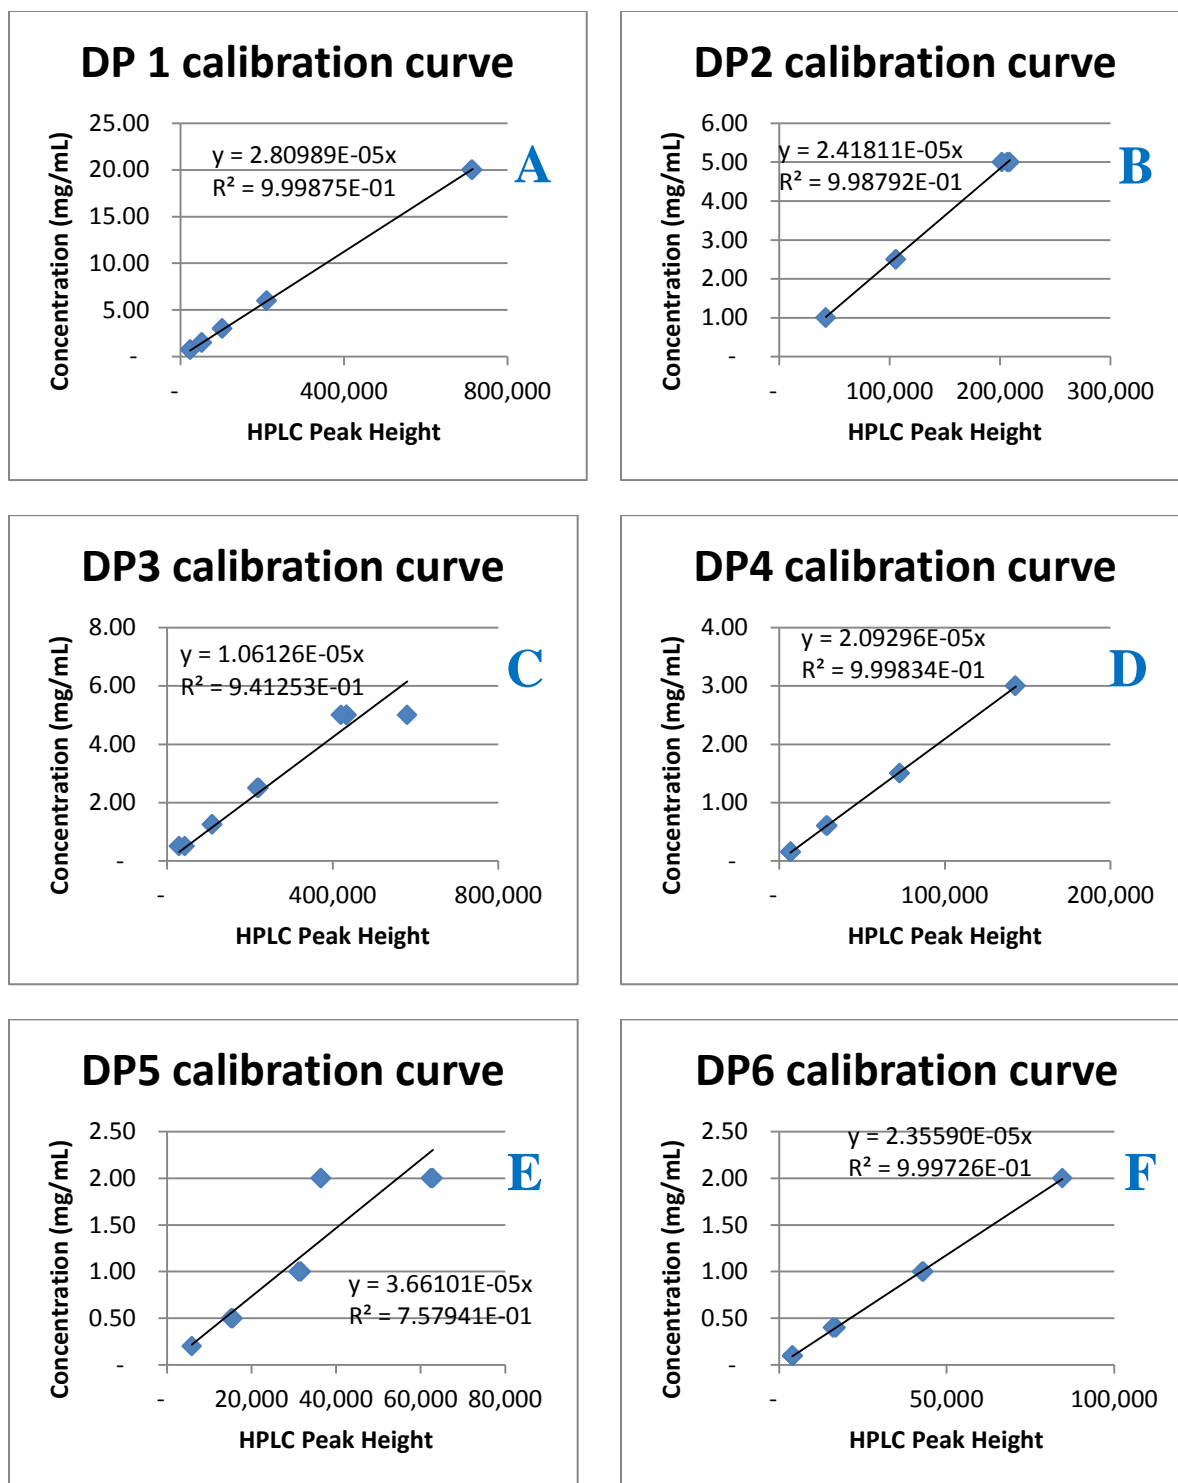 DP 1 calibration curve
Concentration (mg/mL)
25.00
20.00
15.00
10.00
5.00
-
y = 2.80989E-05x
R² = 9.99875E-01
A
- 400,000 800,000
HPLC Peak Height
DP2 calibration curve
Concentration (mg/mL)
6.00
5.00
4.00
3.00
2.00
1.00
-
y = 2.41811E-05x
R² = 9.98792E-01
B
- 100,000 200,000 300,000
HPLC Peak Height
DP3 calibration curve
Concentration (mg/mL)
8.00
6.00
4.00
2.00
-
y = 1.06126E-05x
R² = 9.41253E-01
C
- 400,000 800,000
HPLC Peak Height
DP4 calibration curve
Concentration (mg/mL)
4.00
3.00
2.00
1.00
-
y = 2.09296E-05x
R² = 9.99834E-01
D
- 100,000 200,000
HPLC Peak Height
DP5 calibration curve
Concentration (mg/mL)
2.50
2.00
1.50
1.00
0.50
-
y = 3.66101E-05x
R² = 7.57941E-01
E
- 20,000 40,000 60,000 80,000
HPLC Peak Height
DP6 calibration curve
Concentration (mg/mL)
2.50
2.00
1.50
1.00
0.50
-
y = 2.35590E-05x
R² = 9.99726E-01
F
- 50,000 100,000
HPLC Peak Height